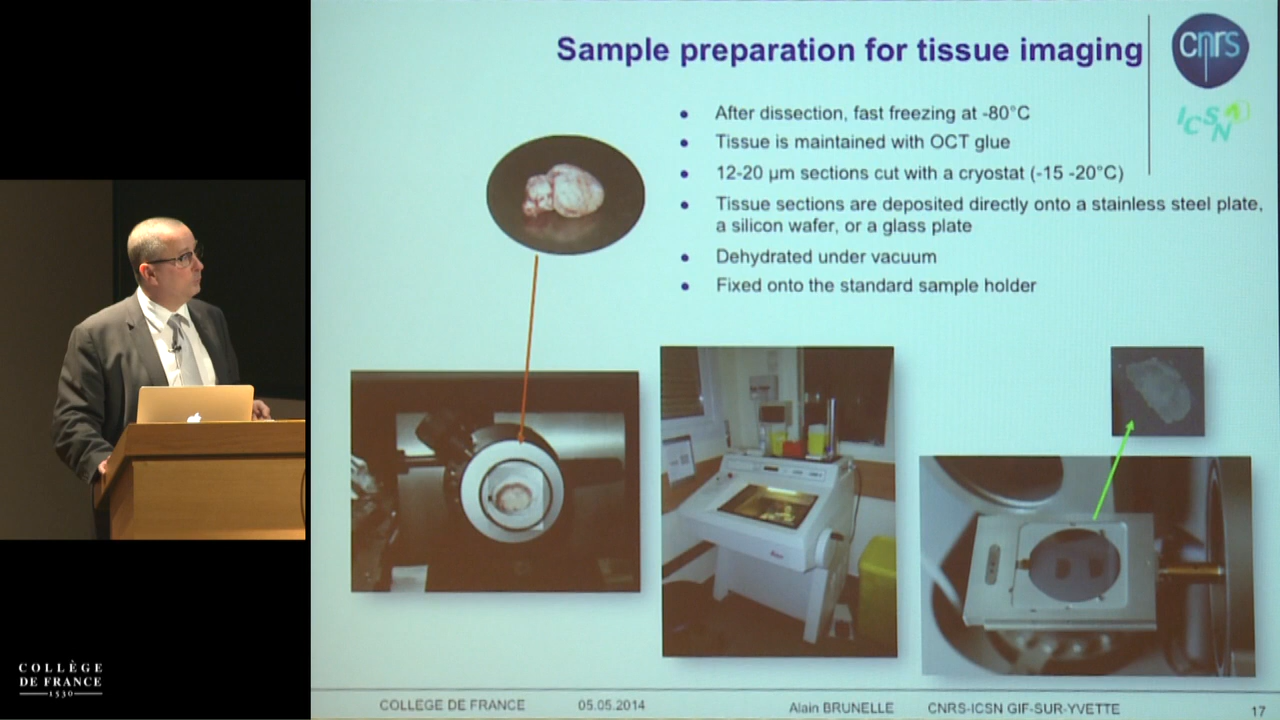 Sample preparation for tissue imaging
cnrs
ICSN
• After dissection, fast freezing at -80°C
• Tissue is maintained with OCT glue
• 12-20 µm sections cut with a cryostat (-15 -20°C)
• Tissue sections are deposited directly onto a stainless steel plate,
a silicon wafer, or a glass plate
• Dehydrated under vacuum
• Fixed onto the standard sample holder
COLLÈGE
DE FRANCE
1530
COLLEGE DE FRANCE 05.05.2014 Alain BRUNELLE CNRS-ICSN GIF-SUR-YVETTE 17